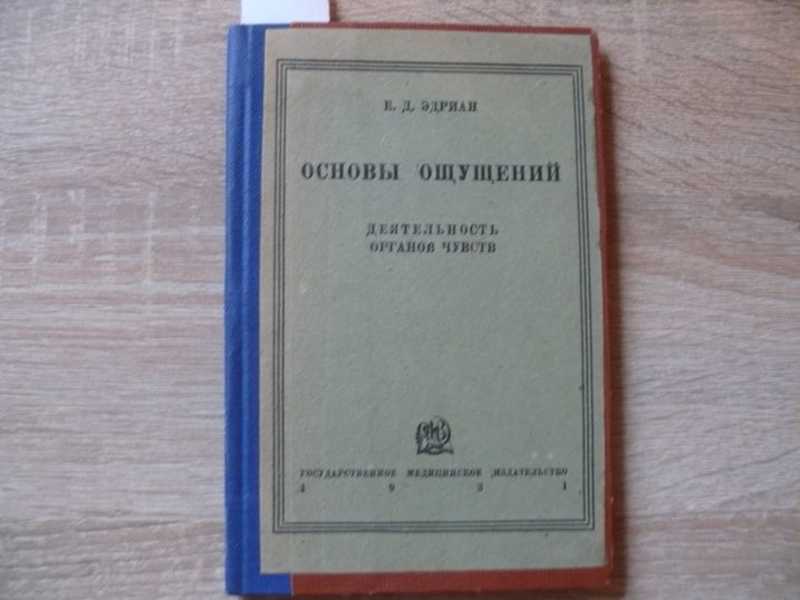 Е. Д. ЭДРИАН
ОСНОВЫ ОЩУЩЕНИЙ
ДЕЯТЕЛЬНОСТЬ
ОРГАНОВ ЧУВСТВ
ГОСУДАРСТВЕННОЕ МЕДИЦИНСКОЕ ИЗДАТЕЛЬСТВО
1 9 3 1